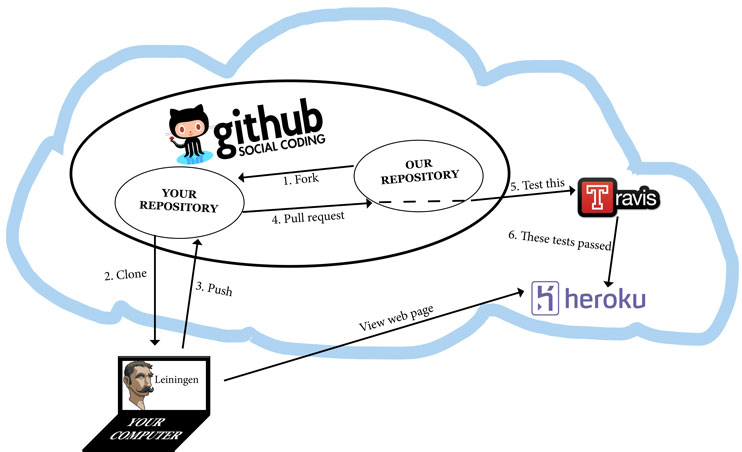 github
SOCIAL CODING
OUR
REPOSITORY
1. Fork
YOUR
REPOSITORY
4. Pull request
5. Test this
Travis
6. These tests passed
2. Clone
3. Push
heroku
View web page
Leiningen
YOUR
COMPUTER